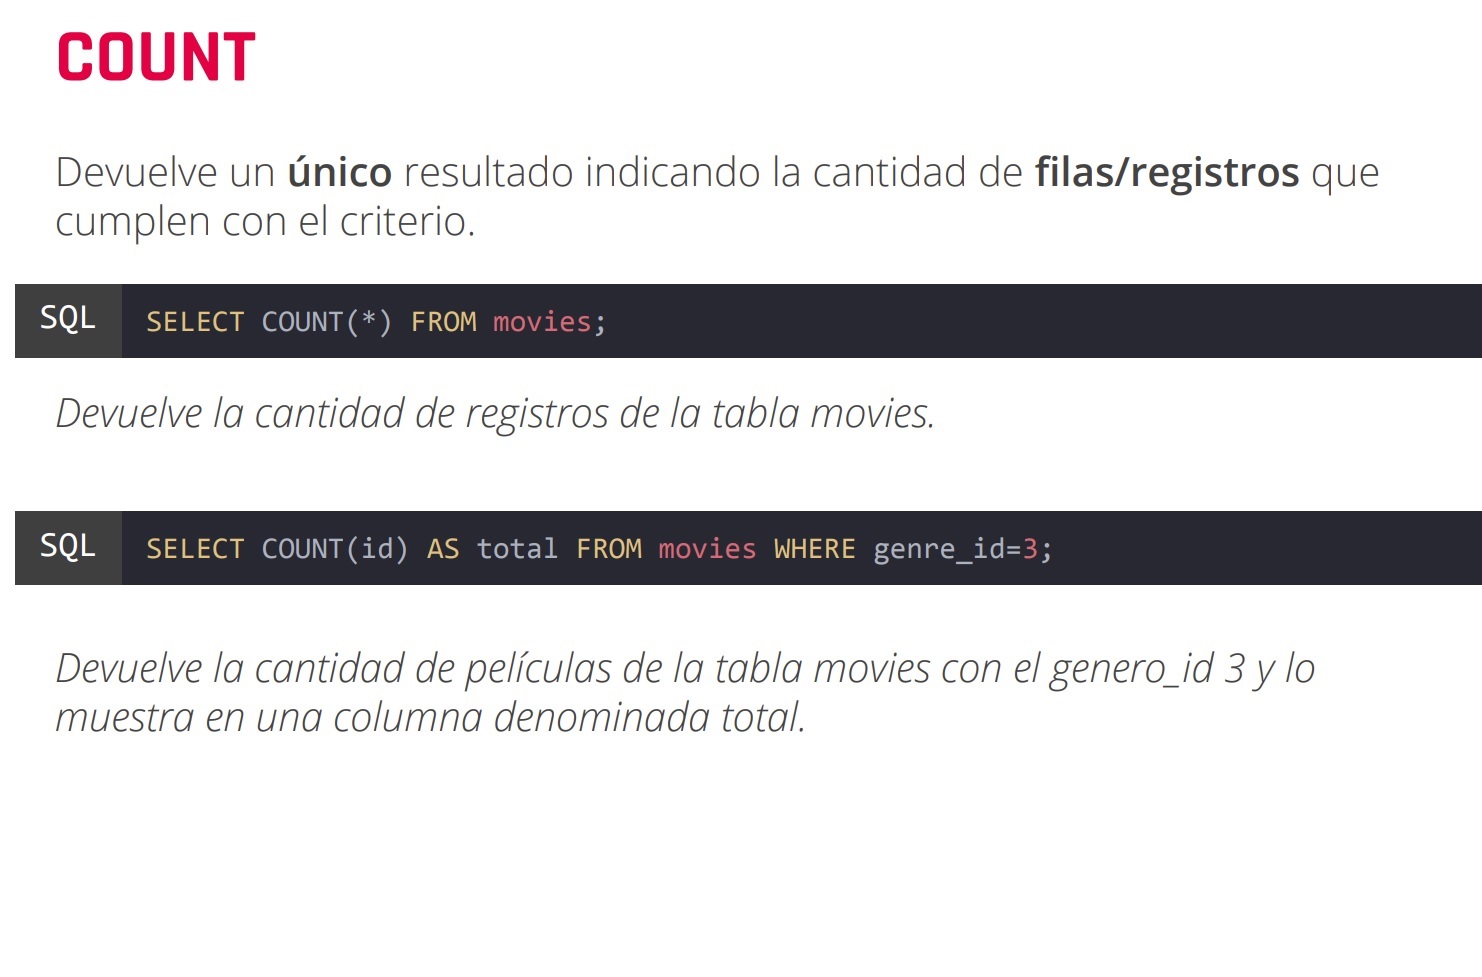 COUNT
Devuelve un único resultado indicando la cantidad de filas/registros que
cumplen con el criterio.
SQL SELECT COUNT(*) FROM movies;
Devuelve la cantidad de registros de la tabla movies.
SQL SELECT COUNT(id) AS total FROM movies WHERE genre_id=3;
Devuelve la cantidad de películas de la tabla movies con el genero_id 3 y lo
muestra en una columna denominada total.